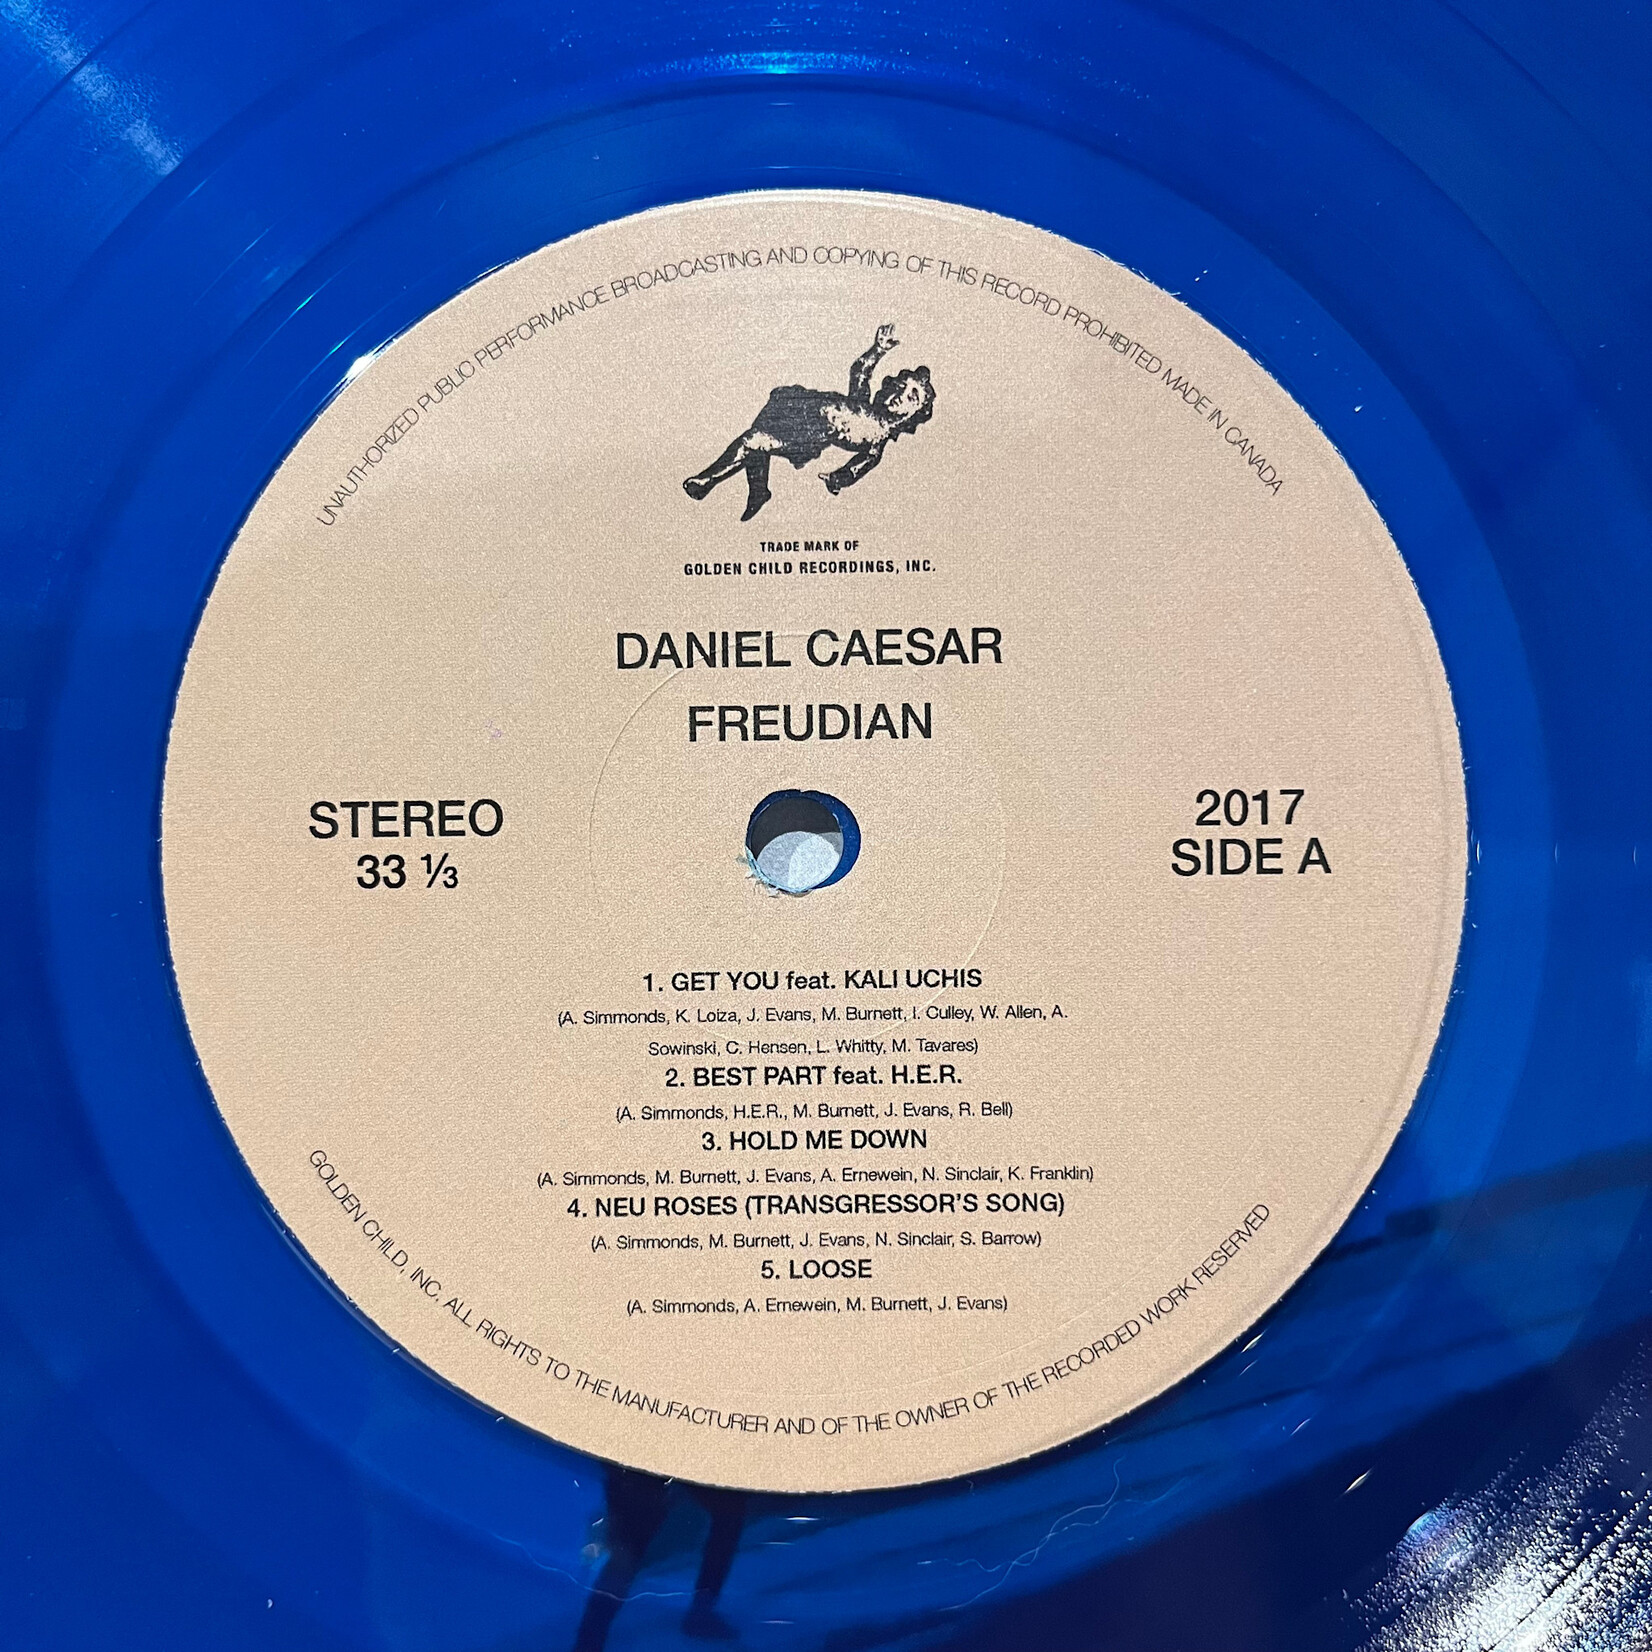 UNAUTHORIZED PUBLIC PERFORMANCE BROADCASTING AND COPYING OF THIS RECORD PROHIBITED MADE IN CANADA
TRADE MARK OF
GOLDEN CHILD RECORDINGS, INC.
DANIEL CAESAR
FREUDIAN
STEREO
33 ⅓
2017
SIDE A
1. GET YOU feat. KALI UCHIS
(A. Simmonds, K. Loiza, J. Evans, M. Burnett, I. Culley, W. Allen, A.
Sowinski, C. Hensen, L. Whitty, M. Tavares)
2. BEST PART feat. H.E.R.
(A. Simmonds, H.E.R., M. Burnett, J. Evans, R. Bell)
3. HOLD ME DOWN
(A. Simmonds, M. Burnett, J. Evans, A. Ernewein, N. Sinclair, K. Franklin)
4. NEU ROSES (TRANSGRESSOR'S SONG)
(A. Simmonds, M. Burnett, J. Evans, N. Sinclair, S. Barrow)
5. LOOSE
(A. Simmonds, A. Ernewein, M. Burnett, J. Evans)
GOLDEN CHILD, INC. ALL RIGHTS TO THE MANUFACTURER AND OF THE OWNER OF THE RECORDED WORK RESERVED